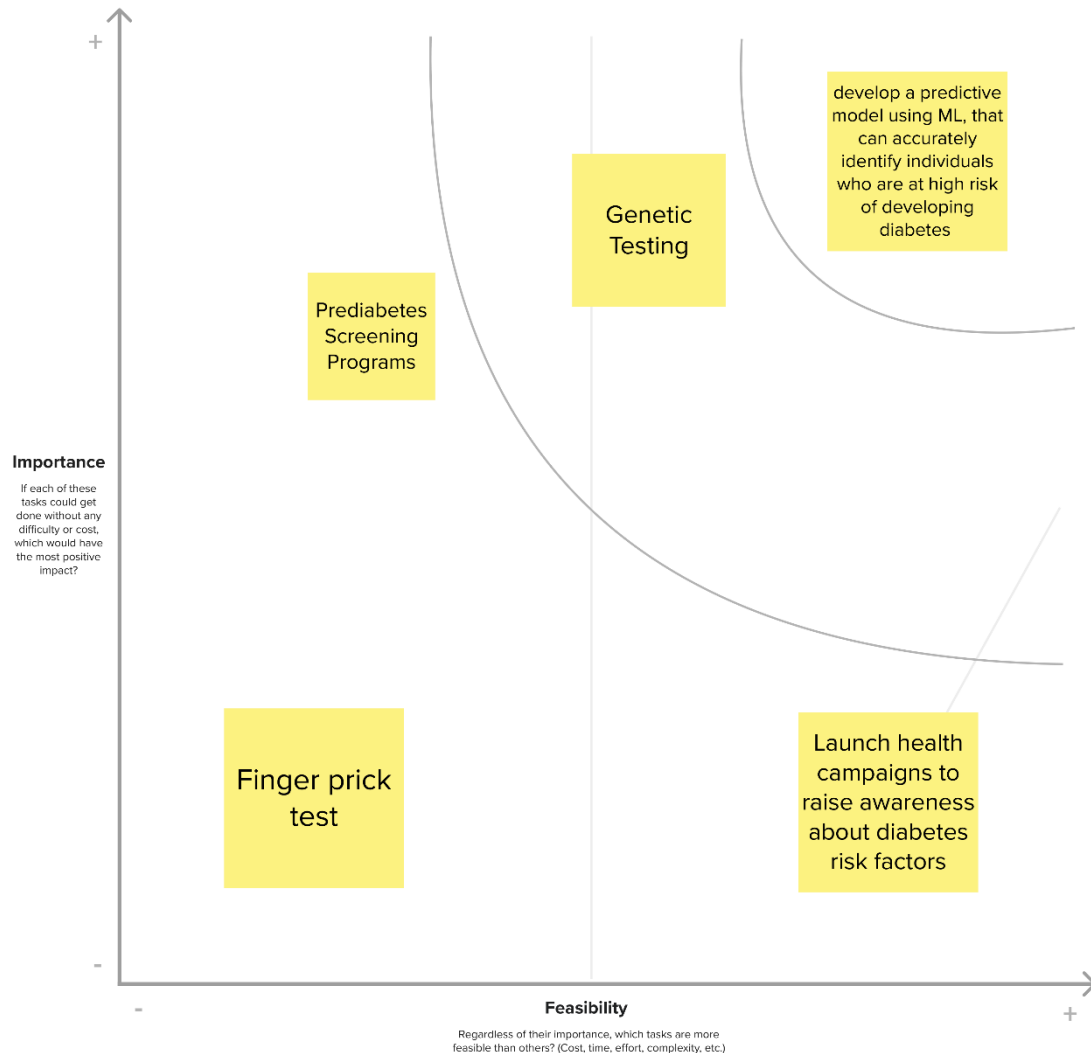 +
develop a predictive
model using ML, that
can accurately
identify individuals
who are at high risk
of developing
diabetes
Genetic
Testing
Prediabetes
Screening
Programs
Importance
If each of these
tasks could get
done without any
difficulty or cost,
which would have
the most positive
impact?
Finger prick
test
Launch health
campaigns to
raise awareness
about diabetes
risk factors
-
-
Feasibility
+
Regardless of their importance, which tasks are more
feasible than others? (Cost, time, effort, complexity, etc.)